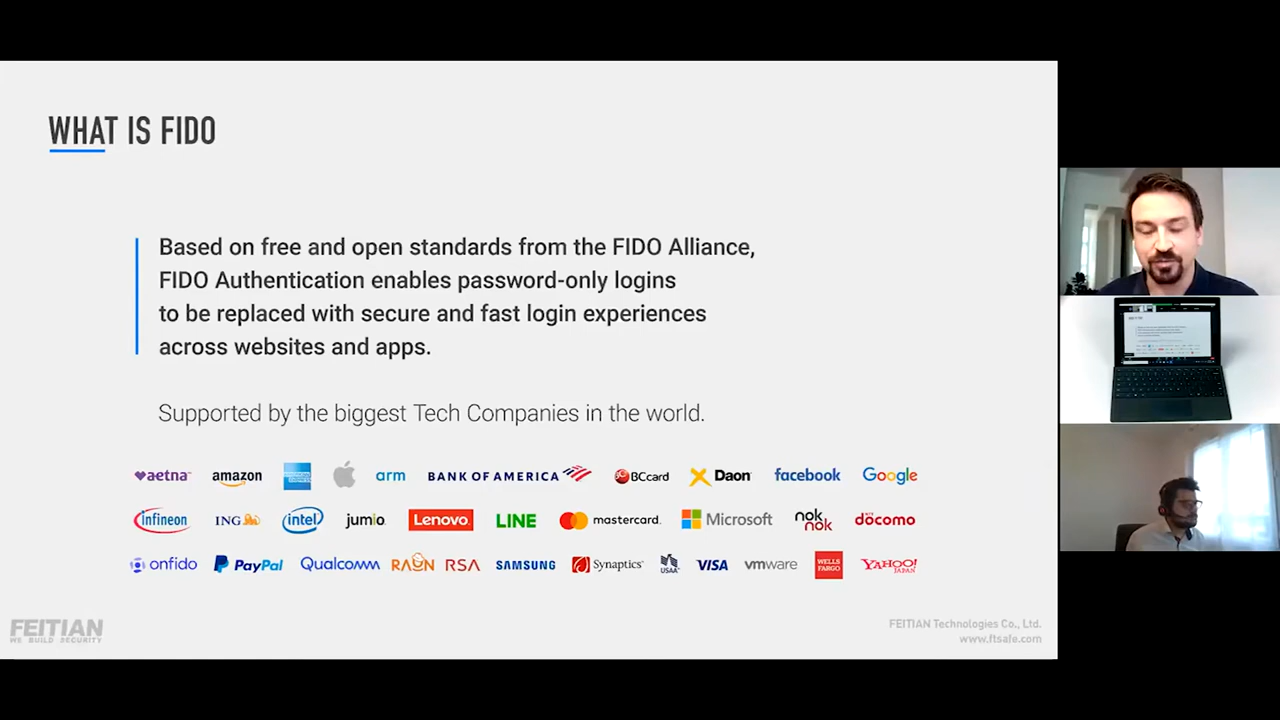 WHAT IS FIDO
Based on free and open standards from the FIDO Alliance,
FIDO Authentication enables password-only logins
to be replaced with secure and fast login experiences
across websites and apps.
Supported by the biggest Tech Companies in the world.
aetna amazon AMERICAN EXPRESS arm BANK OF AMERICA BCcard Daon facebook Google
infineon ING intel jumio. Lenovo. LINE mastercard. Microsoft nok nok döcomo
onfido PayPal Qualcomm RAON RSA SAMSUNG Synaptics USAA VISA vmware WELLS FARGO YAHOO! JAPAN
FEITIAN
WE BUILD SECURITY
FEITIAN Technologies Co., Ltd.
www.ftsafe.com